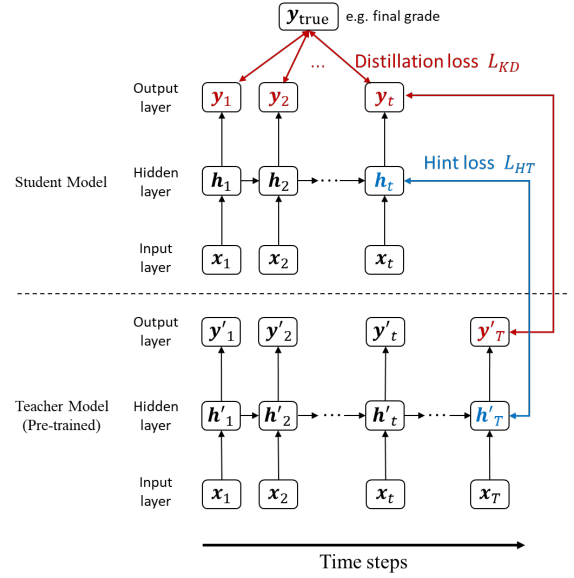 y_true e.g. final grade
... Distillation loss L_KD
Output layer y_1 y_2 y_t
Student Model Hidden layer h_1 h_2 ... h_t Hint loss L_HT
Input layer x_1 x_2 x_t
Output layer y'_1 y'_2 y'_t y'_T
Teacher Model (Pre-trained) Hidden layer h'_1 h'_2 ... h'_t ... h'_T
Input layer x_1 x_2 x_t x_T
Time steps